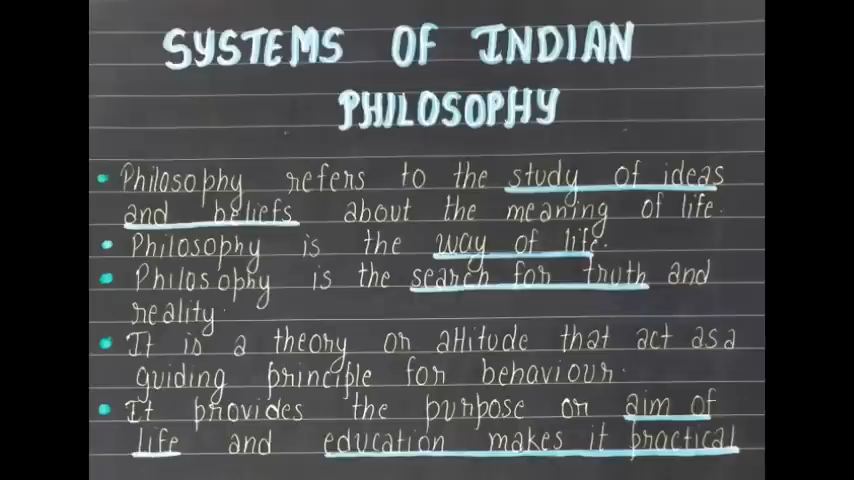 SYSTEMS OF INDIAN
PHILOSOPHY
• Philosophy refers to the study of ideas
and beliefs about the meaning of life.
• Philosophy is the way of life.
• Philosophy is the search for truth and
reality.
• It is a theory or attitude that act as a
guiding principle for behaviour.
• It provides the purpose or aim of
life and education makes it practical